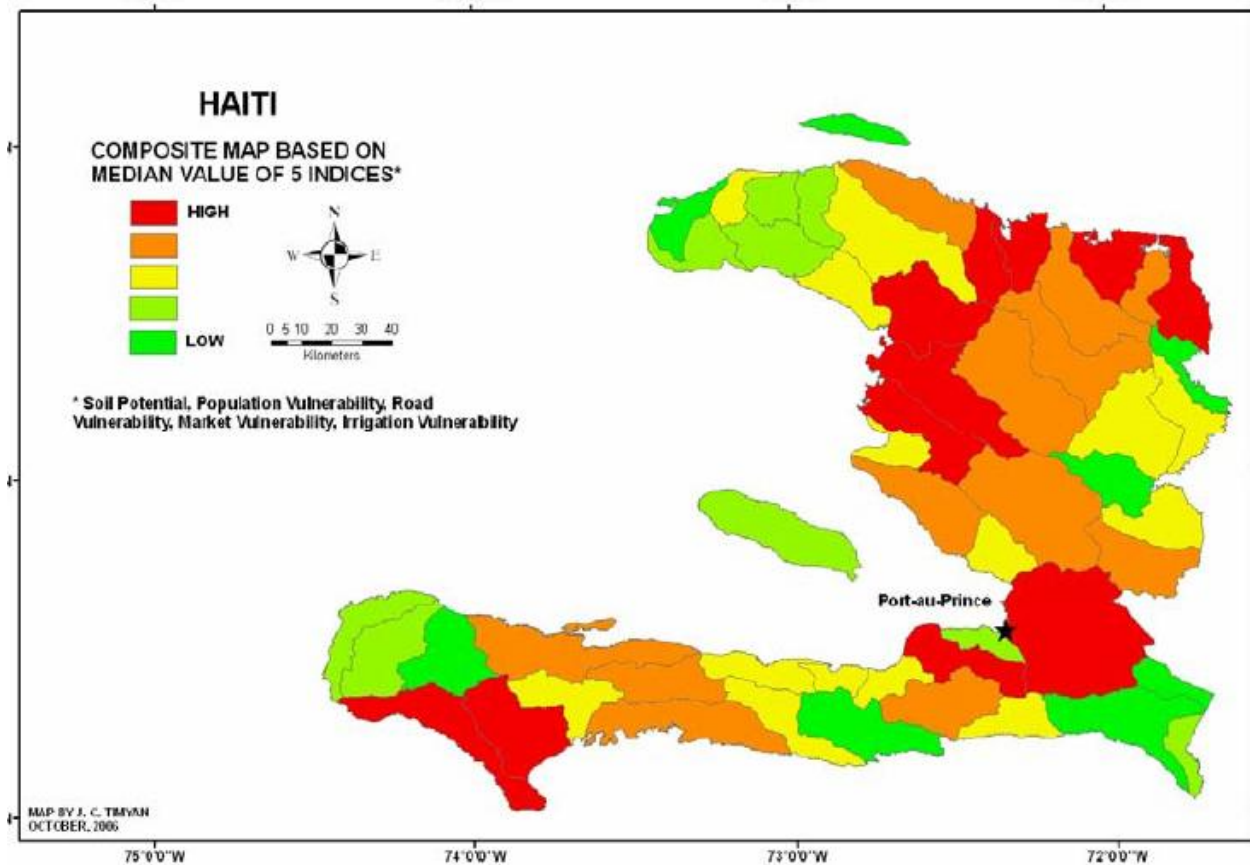 HAITI
COMPOSITE MAP BASED ON
MEDIAN VALUE OF 5 INDICES*
HIGH
LOW
N
W E
S
0 5 10 20 30 40
Kilometers
* Soil Potential, Population Vulnerability, Road
Vulnerability, Market Vulnerability, Irrigation Vulneralbility
Port-au-Prince
MAP BY J. C. TIMYAN
OCTOBER, 2006
75°0'0"W 74°0'0"W 73°0'0"W 72°0'0"W